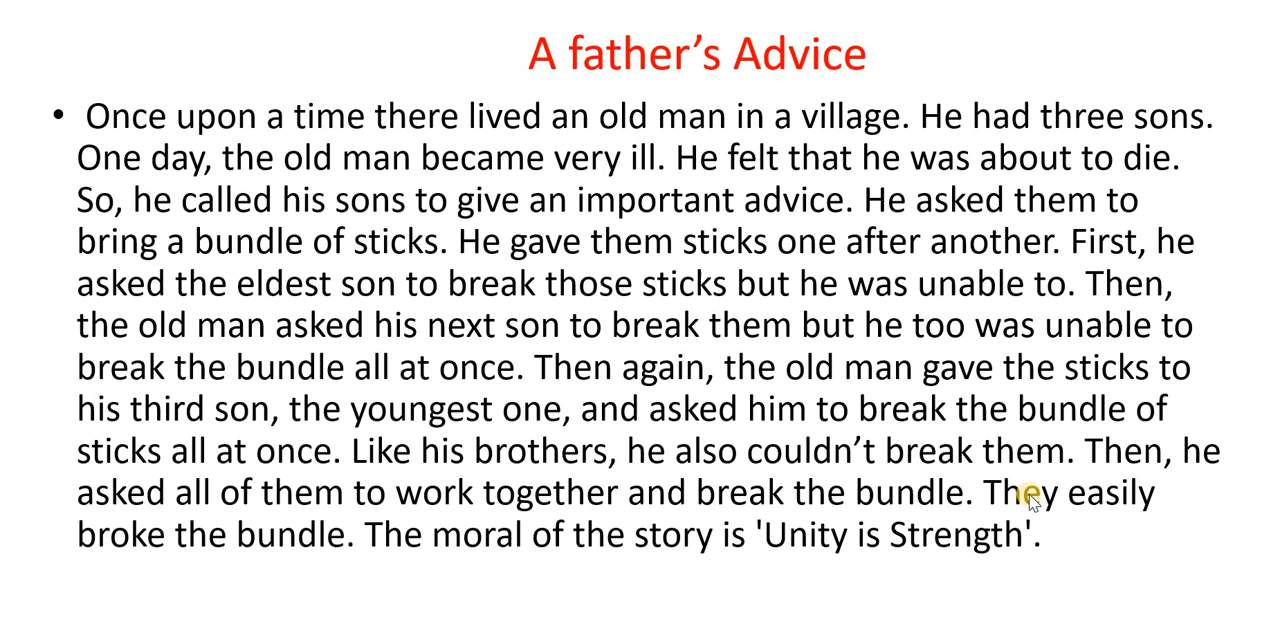 A father’s Advice
• Once upon a time there lived an old man in a village. He had three sons.
One day, the old man became very ill. He felt that he was about to die.
So, he called his sons to give an important advice. He asked them to
bring a bundle of sticks. He gave them sticks one after another. First, he
asked the eldest son to break those sticks but he was unable to. Then,
the old man asked his next son to break them but he too was unable to
break the bundle all at once. Then again, the old man gave the sticks to
his third son, the youngest one, and asked him to break the bundle of
sticks all at once. Like his brothers, he also couldn’t break them. Then, he
asked all of them to work together and break the bundle. They easily
broke the bundle. The moral of the story is 'Unity is Strength'.